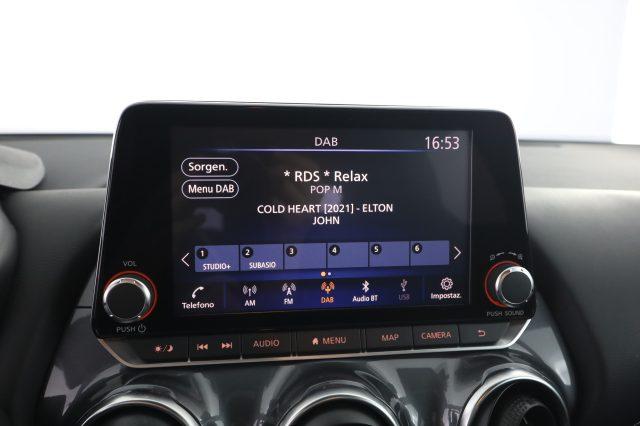 DAB
16:53
Sorgen.
Menu DAB
* RDS * Relax
POP M
COLD HEART [2021] - ELTON
JOHN
1 2 3 4 5 6
STUDIO+ SUBASIO
Telefono AM FM DAB Audio BT USB Impostaz.
VOL
PUSH
PUSH SOUND
AUDIO MENU MAP CAMERA